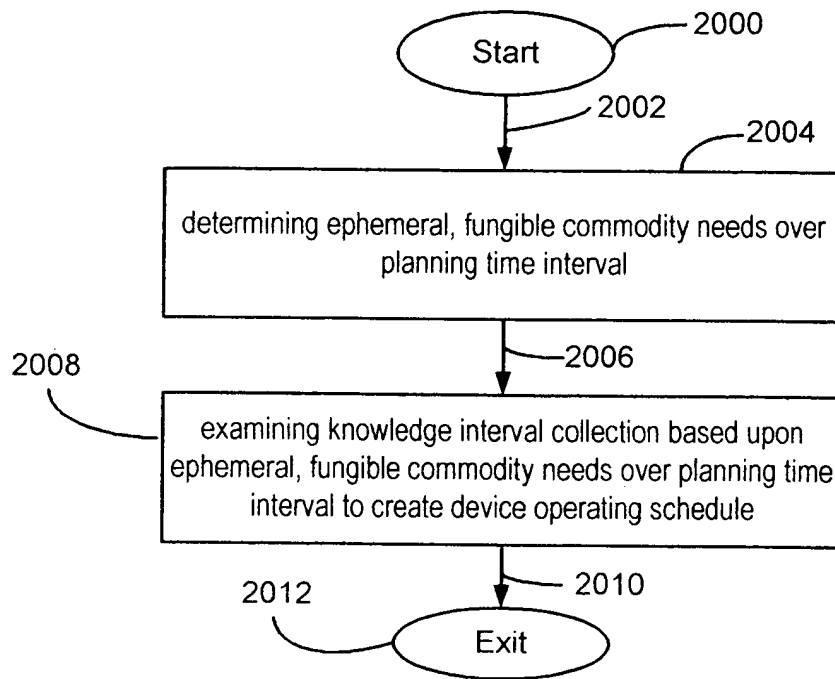 Start
2000
2002
2004
determining ephemeral, fungible commodity needs over
planning time interval
2006
2008
examining knowledge interval collection based upon
ephemeral, fungible commodity needs over planning time
interval to create device operating schedule
2010
2012
Exit